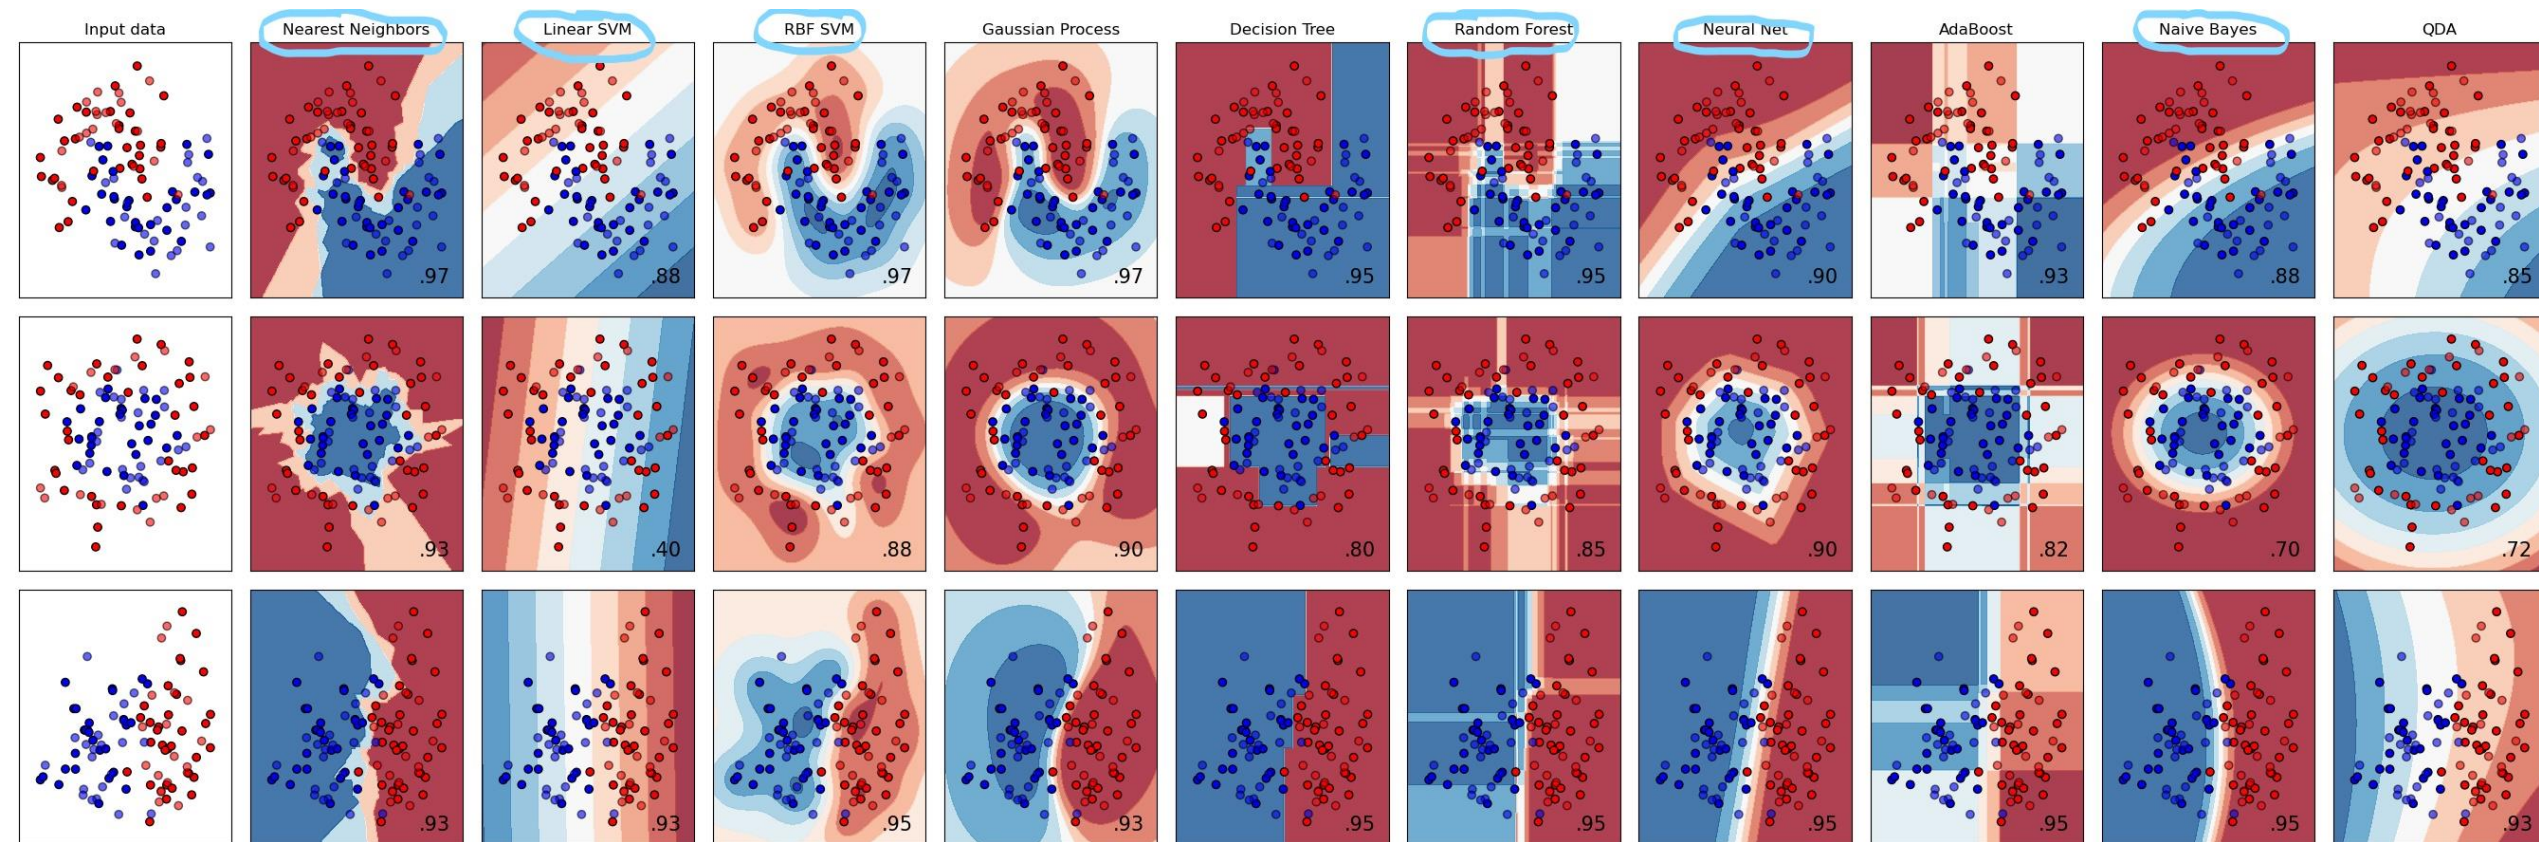 Input data Nearest Neighbors Linear SVM RBF SVM Gaussian Process Decision Tree Random Forest Neural Net AdaBoost Naive Bayes QDA
.97 .88 .97 .97 .95 .95 .90 .93 .88 .85
.93 .40 .88 .90 .80 .85 .90 .82 .70 .72
.93 .93 .95 .93 .95 .95 .95 .95 .95 .93